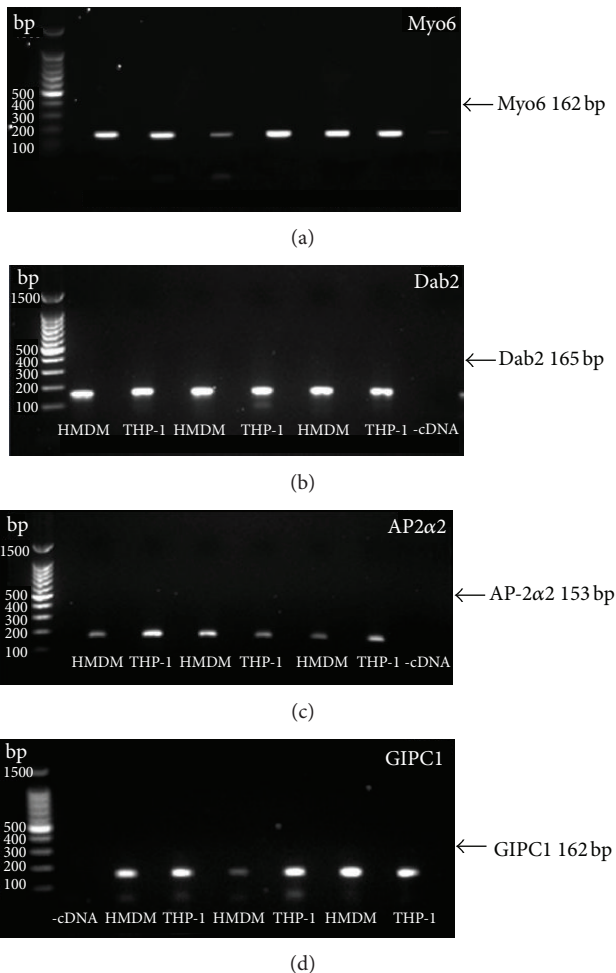 bp
Myo6
500
400
300
200
100
← Myo6 162 bp
(a)
bp
Dab2
1500
500
400
300
200
100
← Dab2 165 bp
HMDM THP-1 HMDM THP-1 HMDM THP-1 -cDNA
(b)
bp
AP2α2
1500
500
400
300
200
100
← AP-2α2 153 bp
HMDM THP-1 HMDM THP-1 HMDM THP-1 -cDNA
(c)
bp
GIPC1
1500
500
400
300
200
100
← GIPC1 162 bp
-cDNA HMDM THP-1 HMDM THP-1 HMDM THP-1
(d)